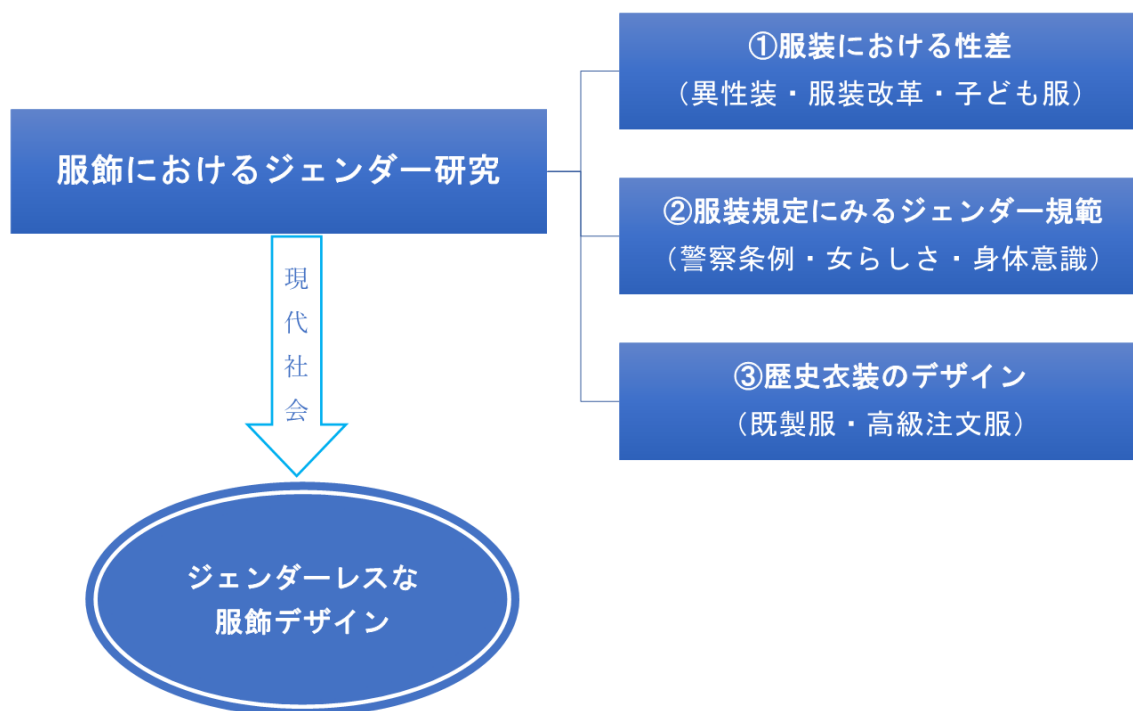 ①服装における性差
（異性装・服装改革・子ども服）
服飾におけるジェンダー研究
②服装規定にみるジェンダー規範
（警察条例・女らしさ・身体意識）
現代社会
③歴史衣装のデザイン
（既製服・高級注文服）
ジェンダーレスな
服飾デザイン